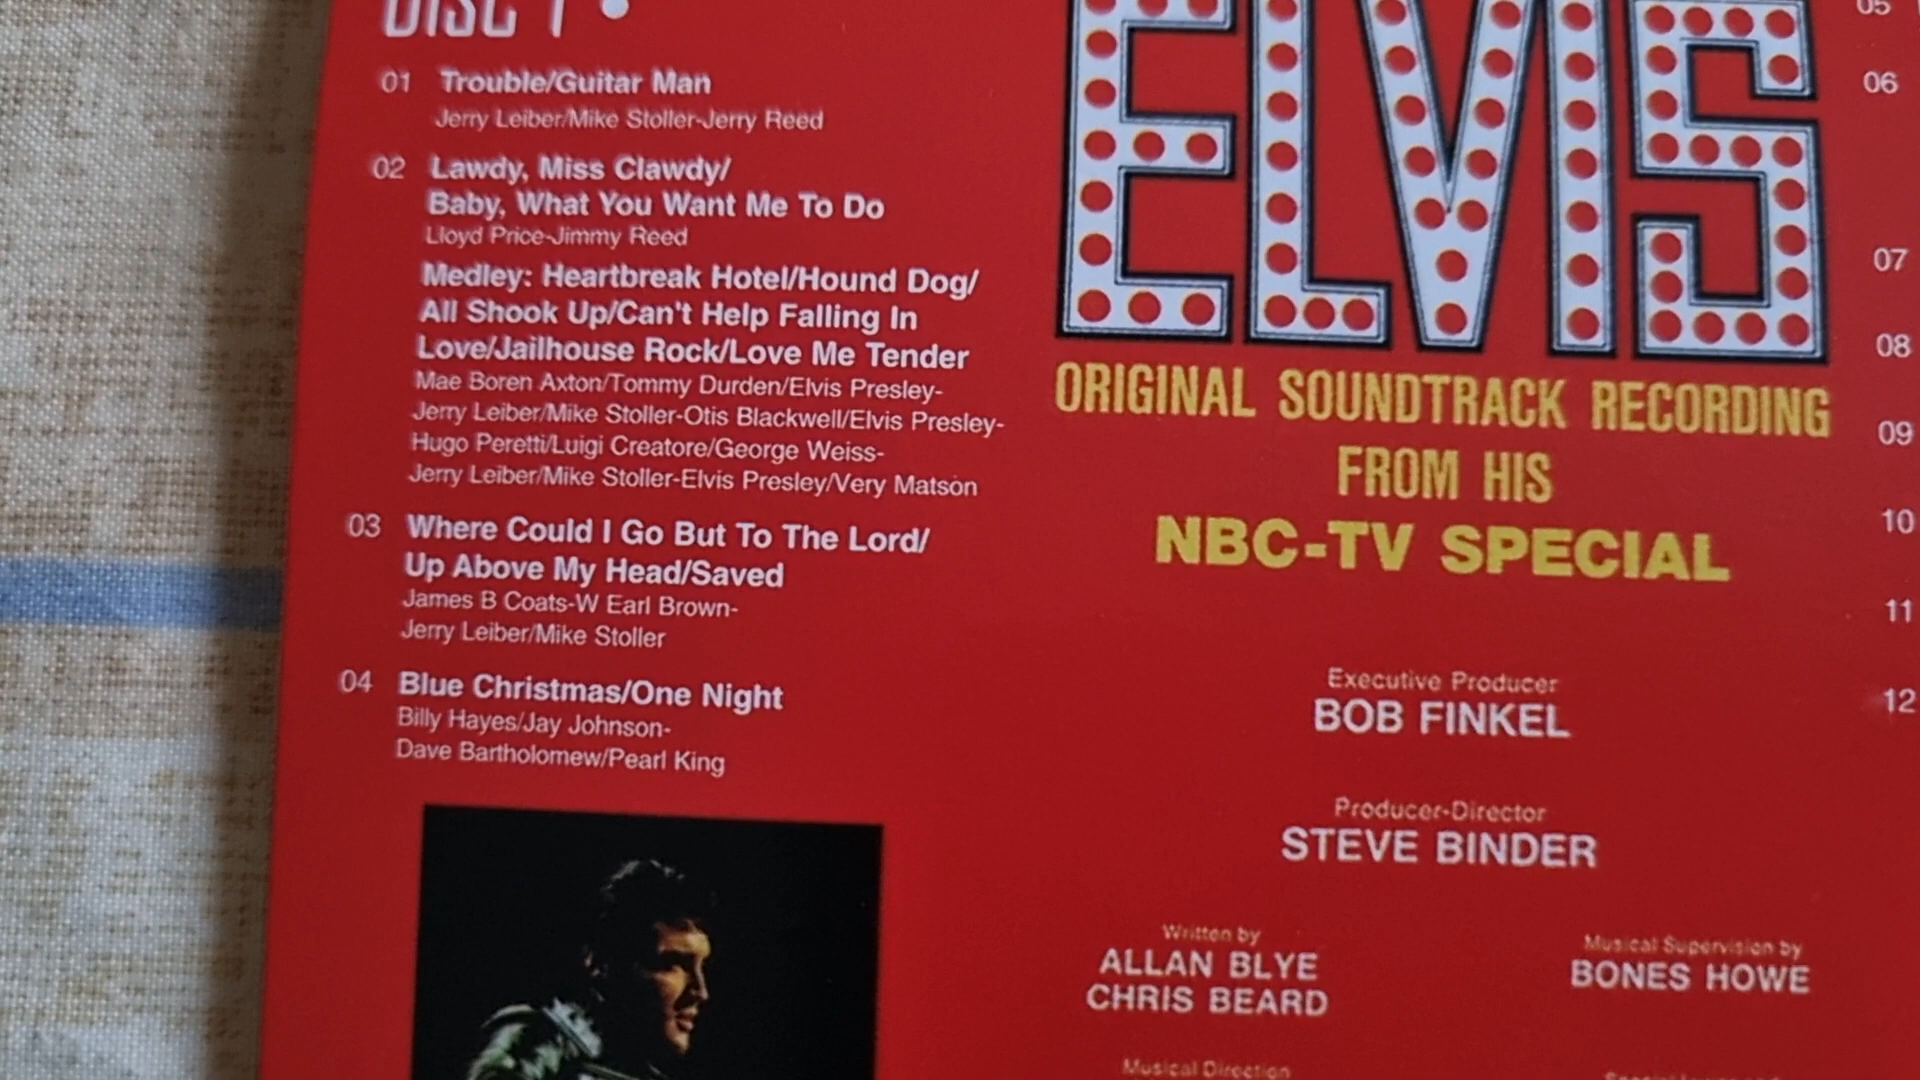 DISC 1 •
01 Trouble/Guitar Man
Jerry Leiber/Mike Stoller-Jerry Reed
02 Lawdy, Miss Clawdy/
Baby, What You Want Me To Do
Lloyd Price-Jimmy Reed
Medley: Heartbreak Hotel/Hound Dog/
All Shook Up/Can't Help Falling In
Love/Jailhouse Rock/Love Me Tender
Mae Boren Axton/Tommy Durden/Elvis Presley-
Jerry Leiber/Mike Stoller-Otis Blackwell/Elvis Presley-
Hugo Peretti/Luigi Creatore/George Weiss-
Jerry Leiber/Mike Stoller-Elvis Presley/Very Matson
03 Where Could I Go But To The Lord/
Up Above My Head/Saved
James B Coats-W Earl Brown-
Jerry Leiber/Mike Stoller
04 Blue Christmas/One Night
Billy Hayes/Jay Johnson-
Dave Bartholomew/Pearl King
ELVIS
ORIGINAL SOUNDTRACK RECORDING
FROM HIS
NBC-TV SPECIAL
Executive Producer
BOB FINKEL
Producer-Director
STEVE BINDER
Written by
ALLAN BLYE
CHRIS BEARD
Musical Supervision by
BONES HOWE
Musical Direction
05
06
07
08
09
10
11
12